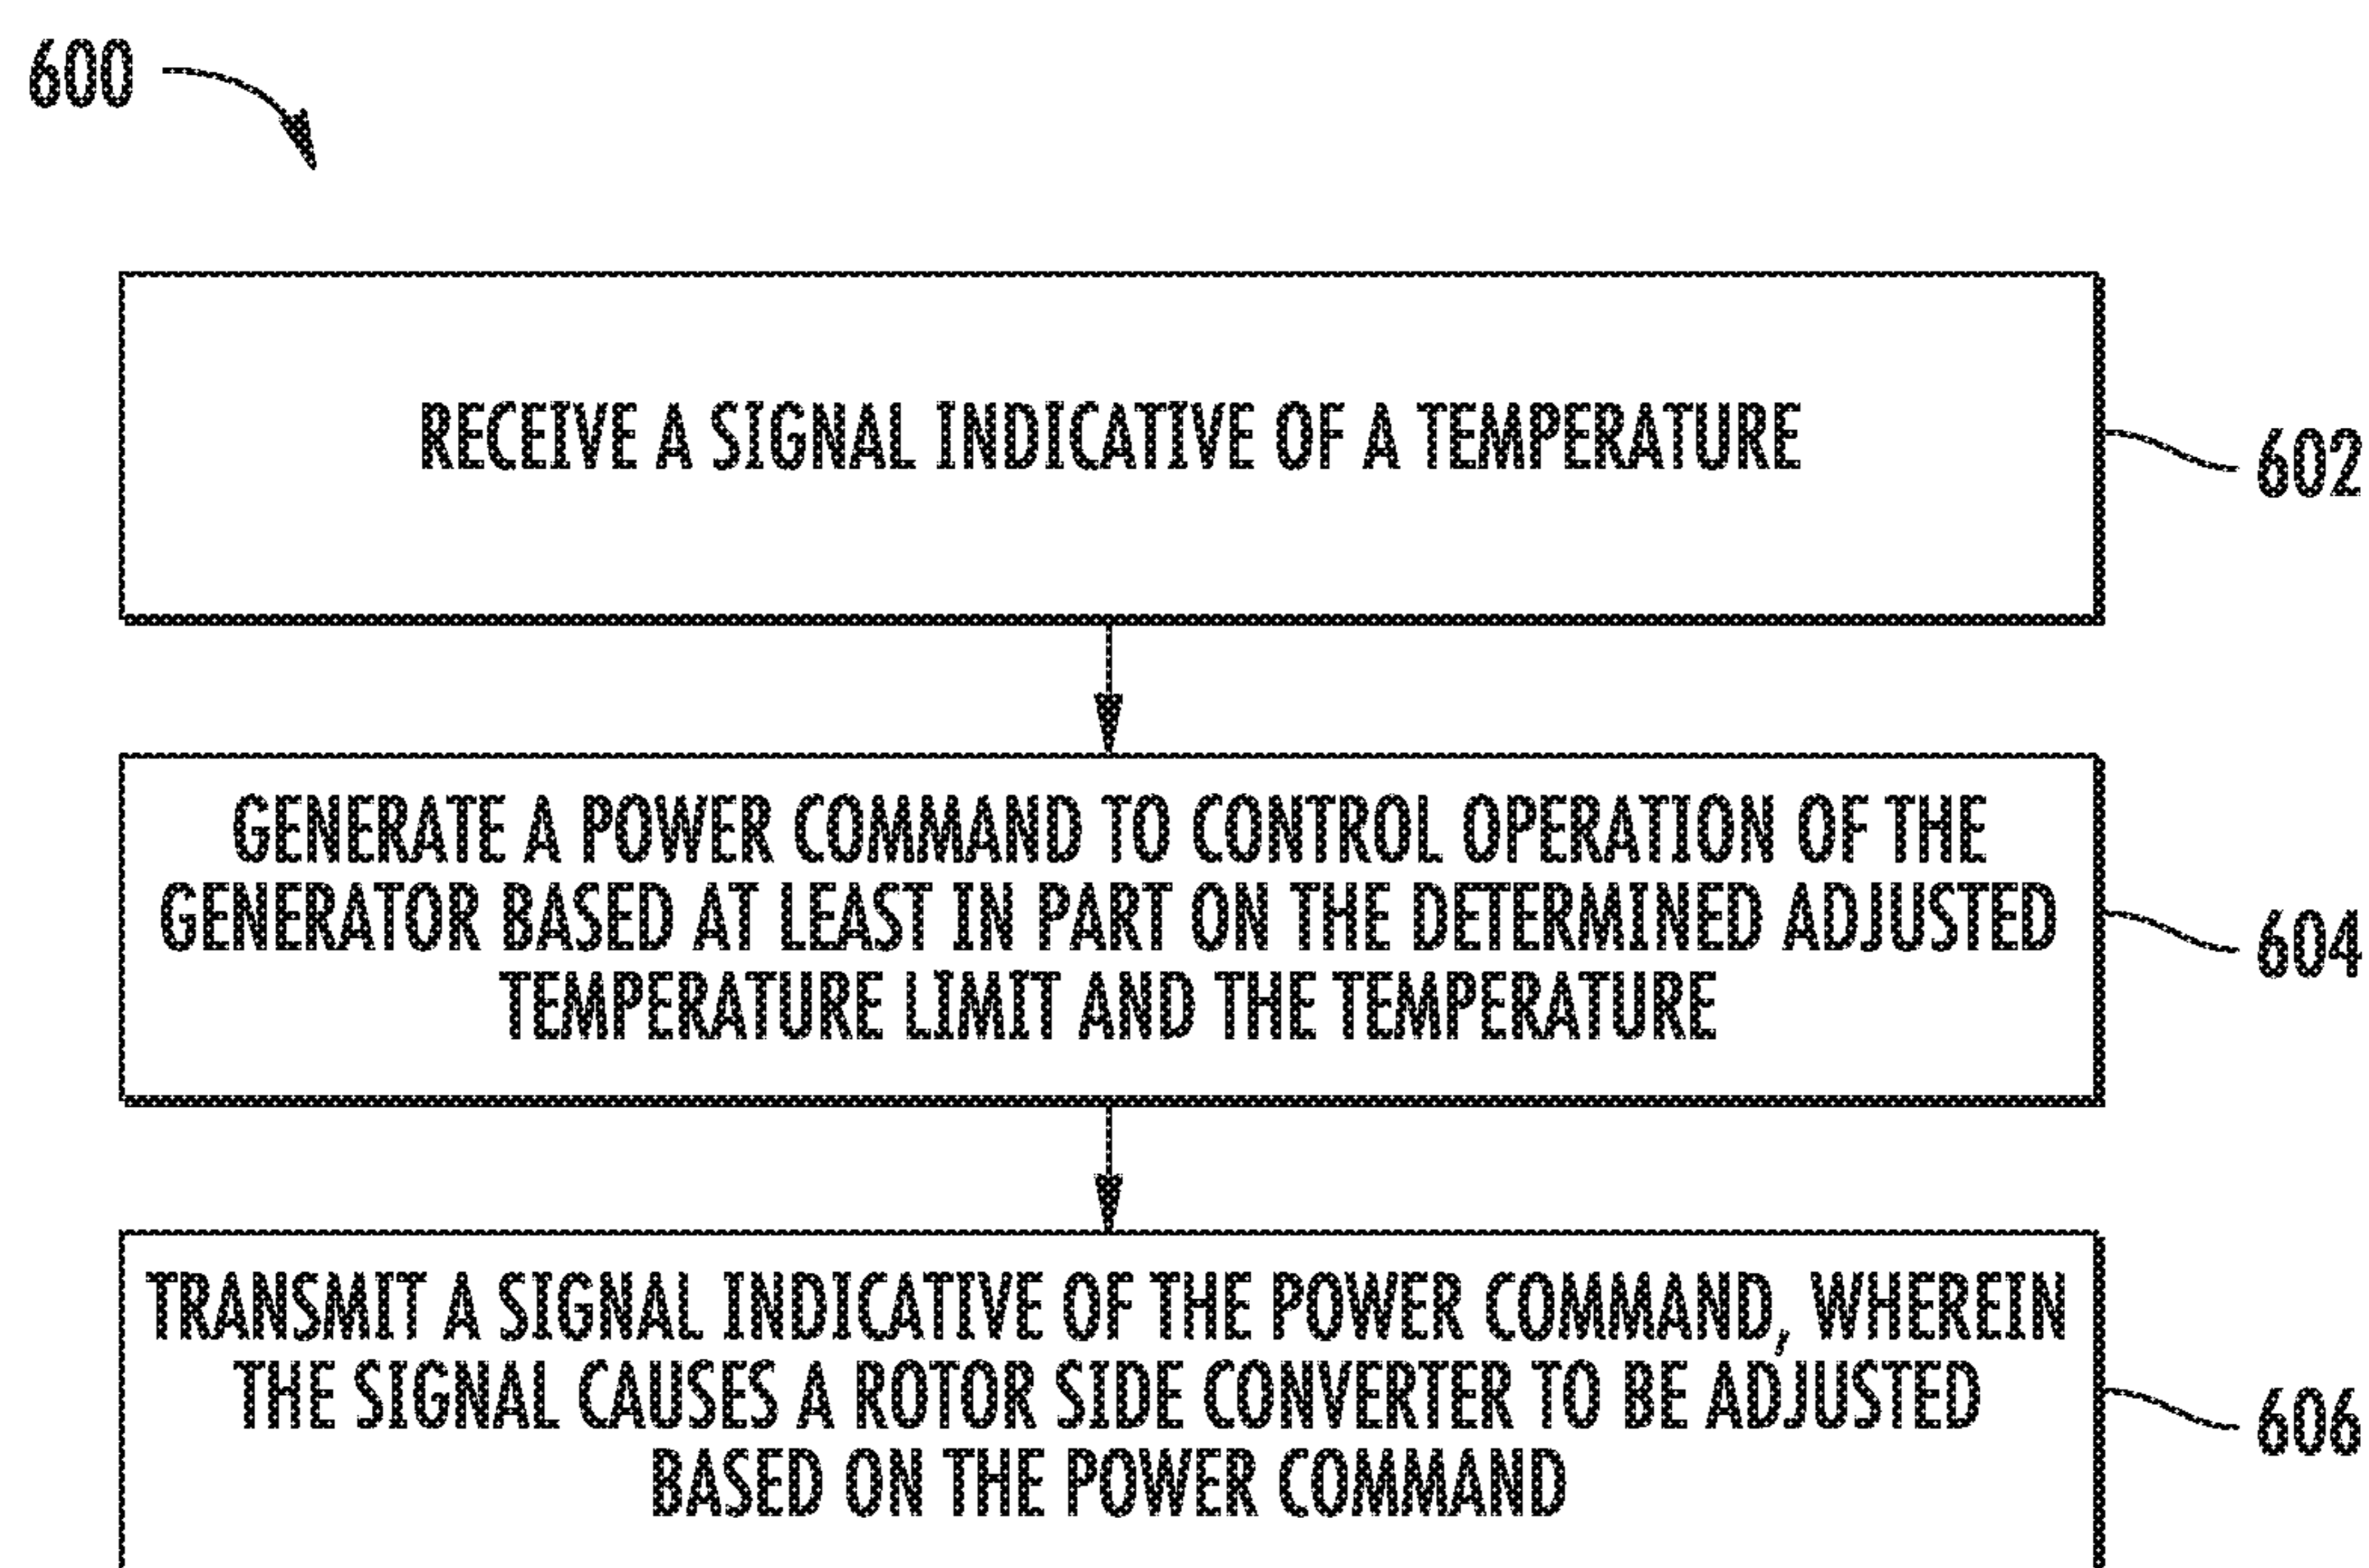 600
RECEIVE A SIGNAL INDICATIVE OF A TEMPERATURE
602
GENERATE A POWER COMMAND TO CONTROL OPERATION OF THE
GENERATOR BASED AT LEAST IN PART ON THE DETERMINED ADJUSTED
TEMPERATURE LIMIT AND THE TEMPERATURE
604
TRANSMIT A SIGNAL INDICATIVE OF THE POWER COMMAND, WHEREIN
THE SIGNAL CAUSES A ROTOR SIDE CONVERTER TO BE ADJUSTED
BASED ON THE POWER COMMAND
606